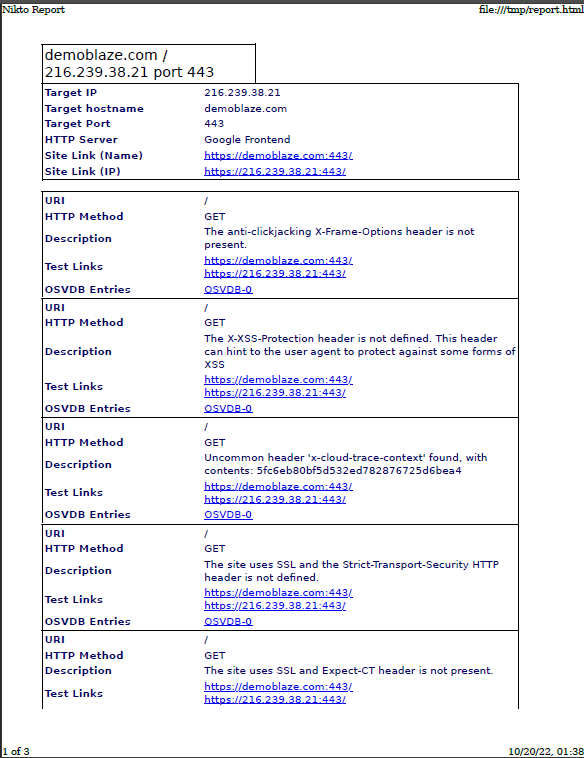 Nikto Report file:///tmp/report.html
demoblaze.com /
216.239.38.21 port 443
Target IP 216.239.38.21
Target hostname demoblaze.com
Target Port 443
HTTP Server Google Frontend
Site Link (Name) https://demoblaze.com:443/
Site Link (IP) https://216.239.38.21:443/
URI /
HTTP Method GET
Description The anti-clickjacking X-Frame-Options header is not
present.
Test Links https://demoblaze.com:443/
https://216.239.38.21:443/
OSVDB Entries OSVDB-0
URI /
HTTP Method GET
Description The X-XSS-Protection header is not defined. This header
can hint to the user agent to protect against some forms of
XSS
Test Links https://demoblaze.com:443/
https://216.239.38.21:443/
OSVDB Entries OSVDB-0
URI /
HTTP Method GET
Description Uncommon header 'x-cloud-trace-context' found, with
contents: 5fc6eb80bf5d532ed782876725d6bea4
Test Links https://demoblaze.com:443/
https://216.239.38.21:443/
OSVDB Entries OSVDB-0
URI /
HTTP Method GET
Description The site uses SSL and the Strict-Transport-Security HTTP
header is not defined.
Test Links https://demoblaze.com:443/
https://216.239.38.21:443/
OSVDB Entries OSVDB-0
URI /
HTTP Method GET
Description The site uses SSL and Expect-CT header is not present.
Test Links https://demoblaze.com:443/
https://216.239.38.21:443/
1 of 3 10/20/22, 01:38